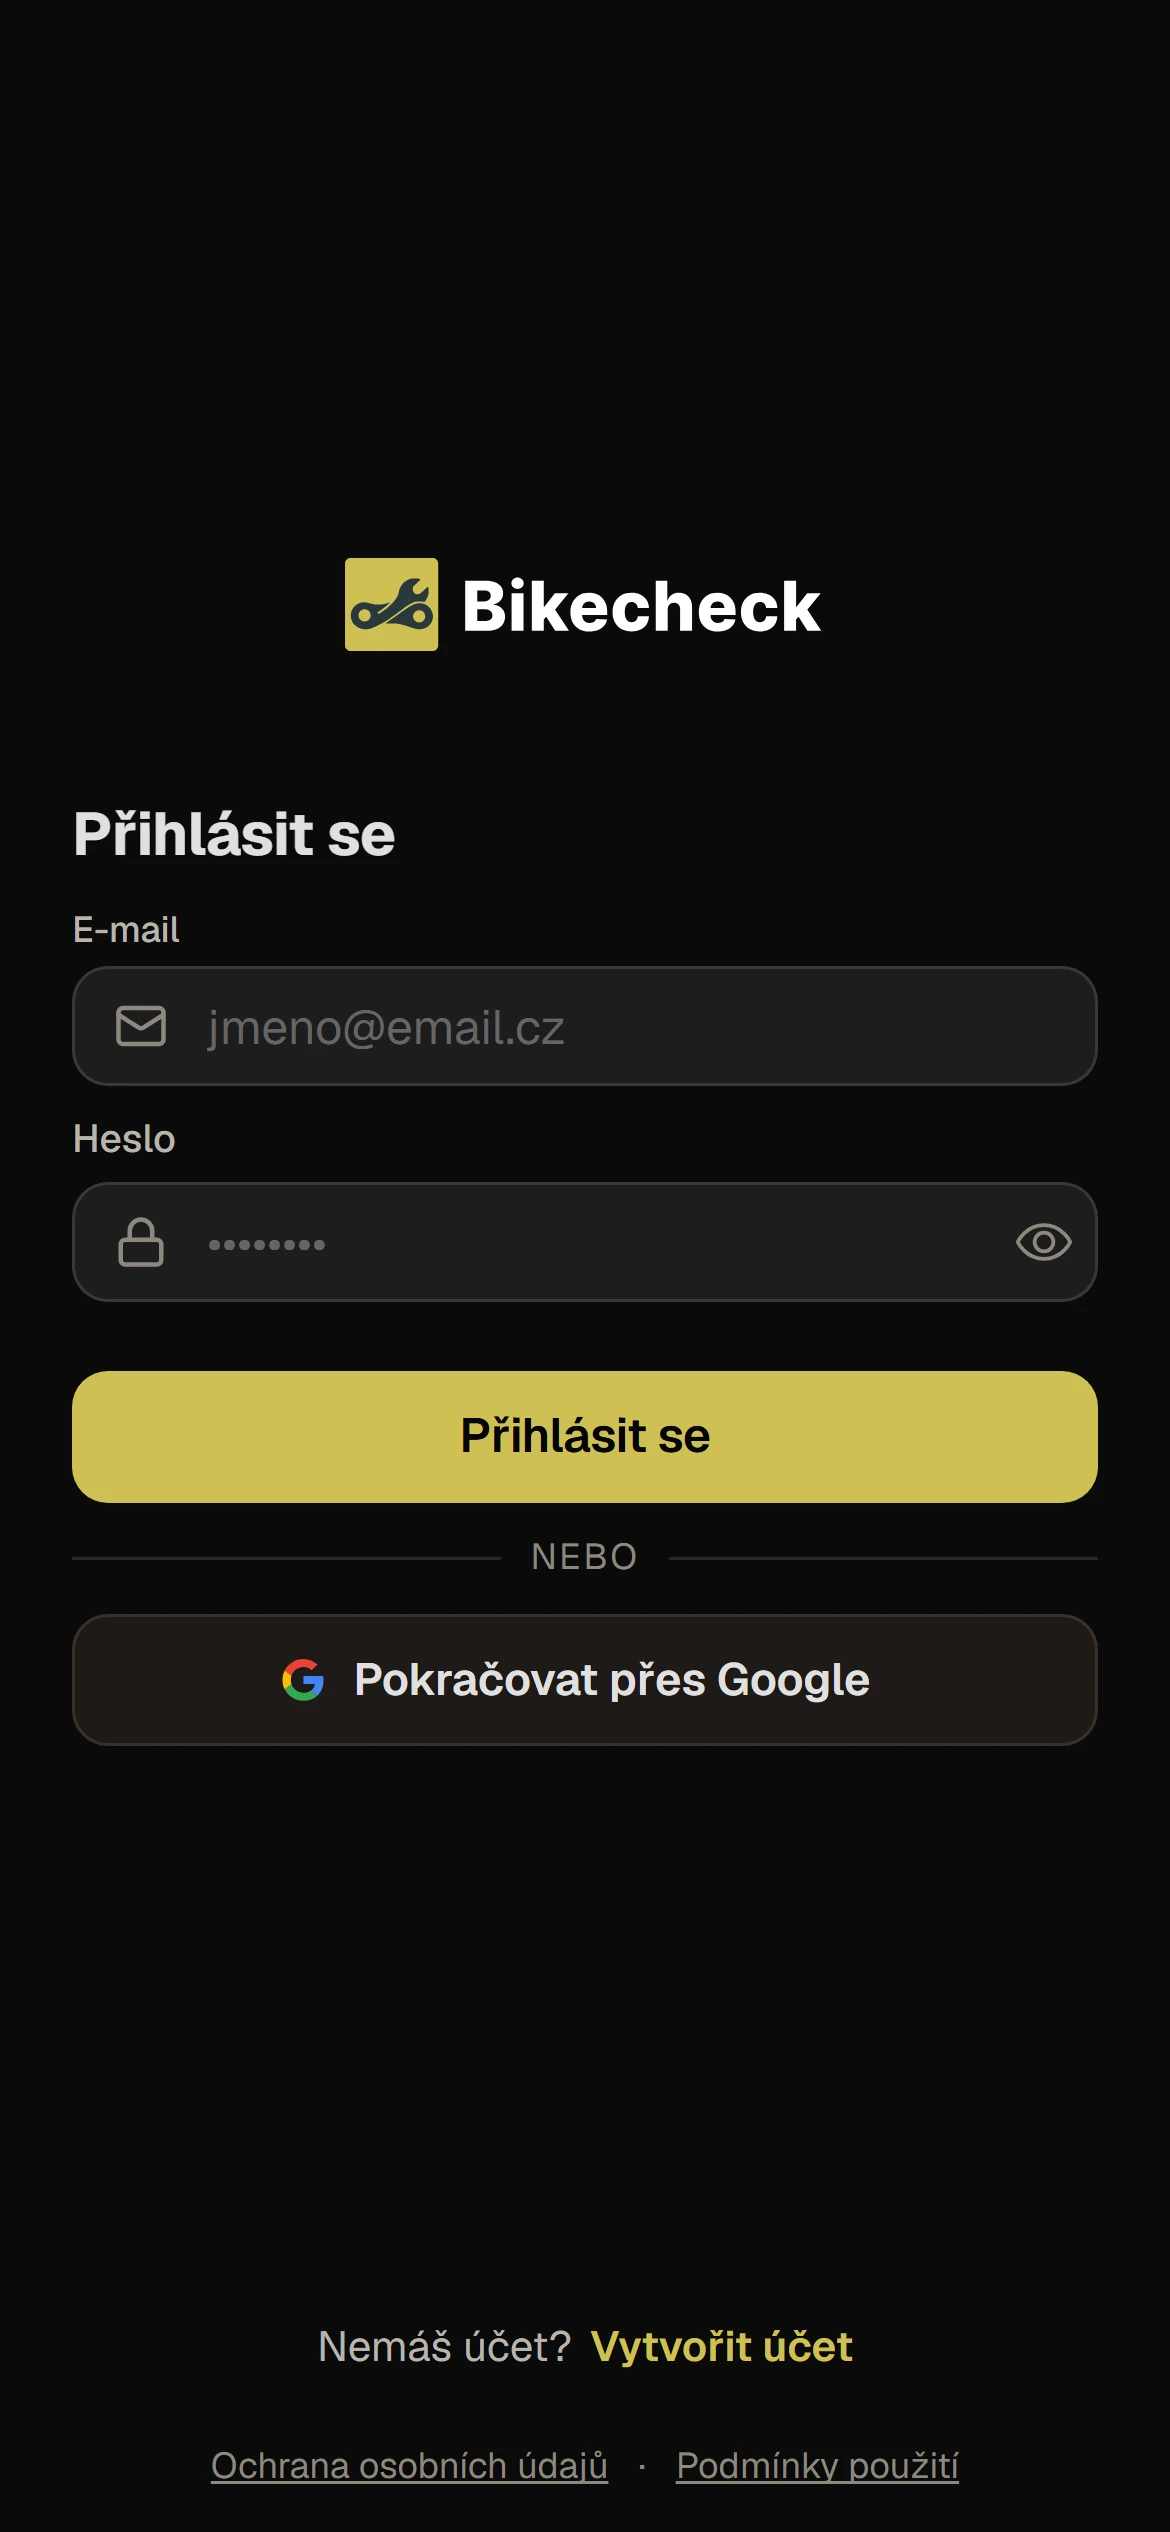 Bikecheck
Přihlásit se
E-mail
jmeno@email.cz
Heslo
••••••••
Přihlásit se
NEBO
Pokračovat přes Google
Nemáš účet? Vytvořit účet
Ochrana osobních údajů · Podmínky použití